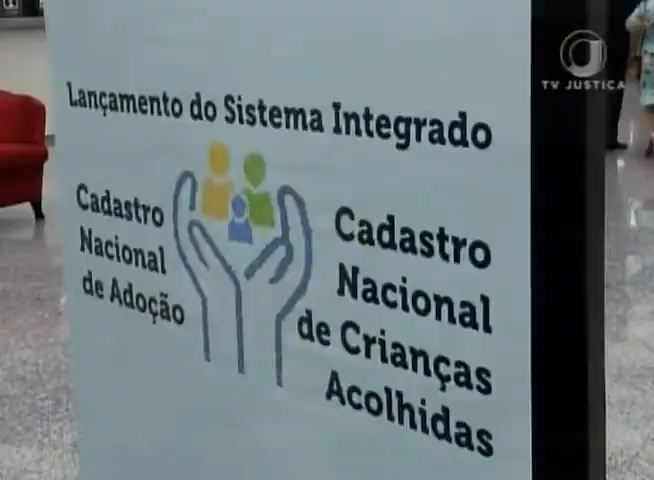 TV JUSTIÇA
Lançamento do Sistema Integrado
Cadastro
Nacional
de Adoção
Cadastro
Nacional
de Crianças
Acolhidas